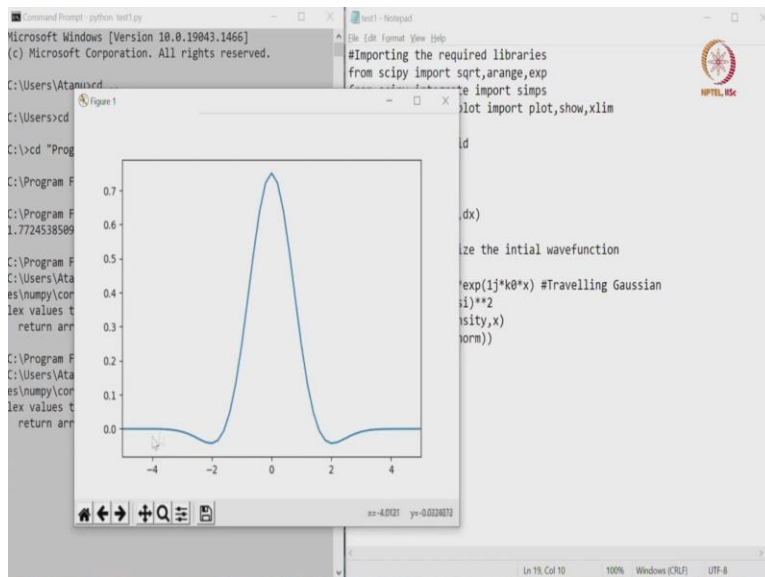 Command Prompt - python test1.py
Microsoft Windows [Version 10.0.19043.1466]
(c) Microsoft Corporation. All rights reserved.
C:\Users\Atanu>cd ..
C:\Users>cd
C:\>cd "Prog
C:\Program F
C:\Program F
1.7724538509
C:\Program F
C:\Users\Ata
es\numpy\cor
lex values t
return arr
C:\Program F
C:\Users\Ata
es\numpy\cor
lex values t
return arr
Figure 1
0.7
0.6
0.5
0.4
0.3
0.2
0.1
0.0
−4
−2
0
2
4
x=-4.0121 y=-0.0324872
test1 - Notepad
File Edit Format View Help
#Importing the required libraries
from scipy import sqrt,arange,exp
import simps
plot import plot,show,xlim
id
,dx)
ize the intial wavefunction
*exp(1j*k0*x) #Travelling Gaussian
si)**2
nsity,x)
norm))
NPTEL, IISc
Ln 19, Col 10
100%
Windows (CRLF)
UTF-8